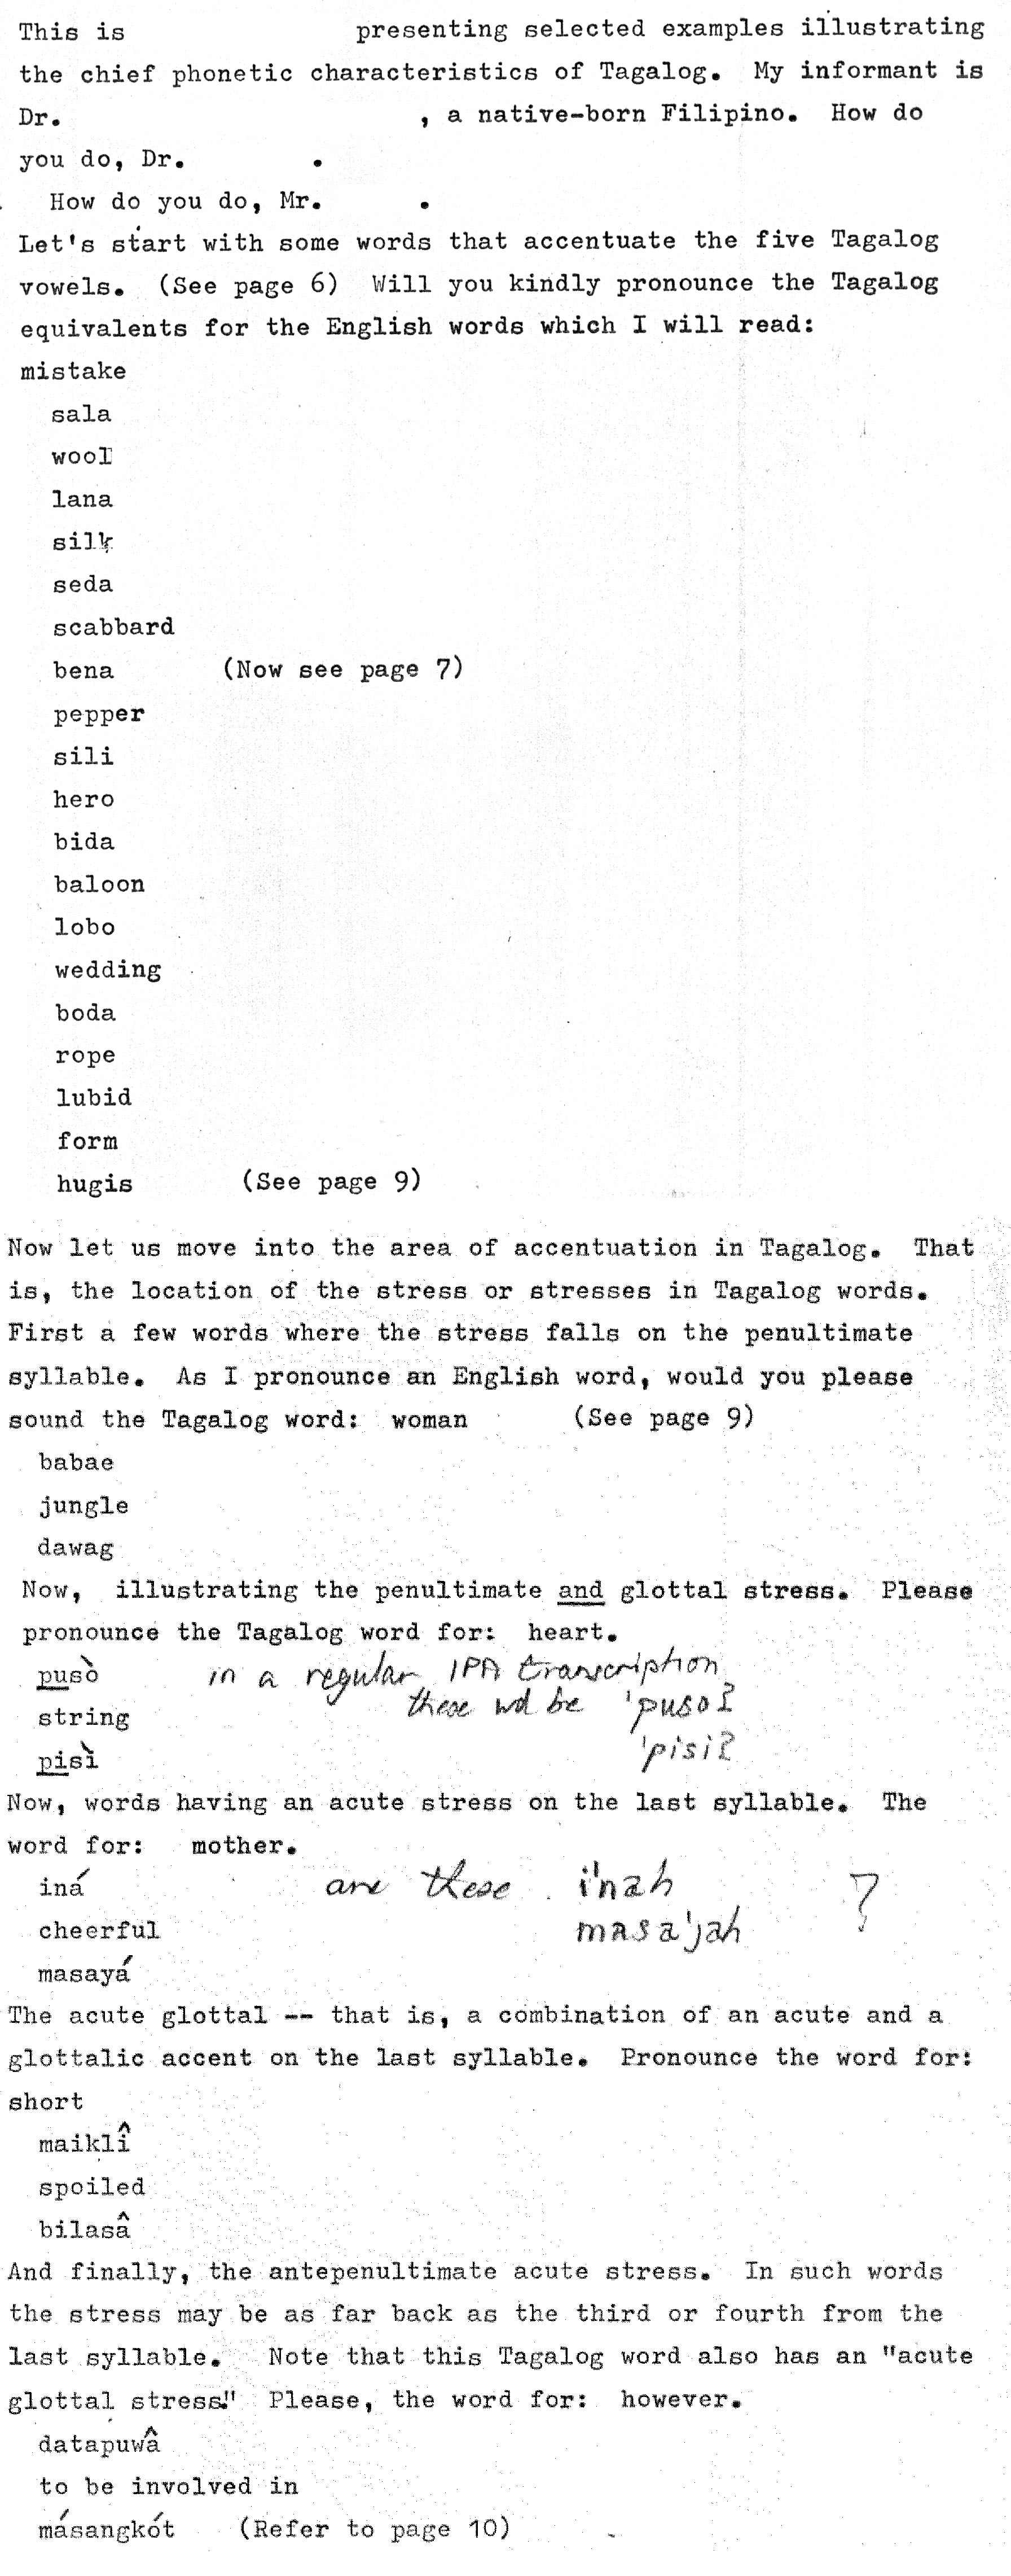 This is presenting selected examples illustrating
the chief phonetic characteristics of Tagalog. My informant is
Dr. , a native-born Filipino. How do
you do, Dr. .
How do you do, Mr. .
Let's start with some words that accentuate the five Tagalog
vowels. (See page 6) Will you kindly pronounce the Tagalog
equivalents for the English words which I will read:
mistake
sala
wool
lana
silk
seda
scabbard
bena (Now see page 7)
pepper
sili
hero
bida
baloon
lobo
wedding
boda
rope
lubid
form
hugis (See page 9)
Now let us move into the area of accentuation in Tagalog. That
is, the location of the stress or stresses in Tagalog words.
First a few words where the stress falls on the penultimate
syllable. As I pronounce an English word, would you please
sound the Tagalog word: woman (See page 9)
babae
jungle
dawag
Now, illustrating the penultimate and glottal stress. Please
pronounce the Tagalog word for: heart.
pusò in a regular IPA transcription
these wd be 'pusoʔ
string
pisì 'pisiʔ
Now, words having an acute stress on the last syllable. The
word for: mother.
iná are these i'nah ?
cheerful masa'jah
masayá
The acute glottal -- that is, a combination of an acute and a
glottalic accent on the last syllable. Pronounce the word for:
short
maiklî
spoiled
bilasâ
And finally, the antepenultimate acute stress. In such words
the stress may be as far back as the third or fourth from the
last syllable. Note that this Tagalog word also has an "acute
glottal stress." Please, the word for: however.
datapuwâ
to be involved in
másangkót (Refer to page 10)